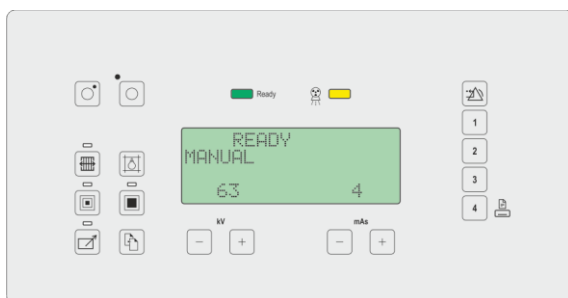 Ready
READY
MANUAL
63 4
kV mAs
− + − +
1
2
3
4